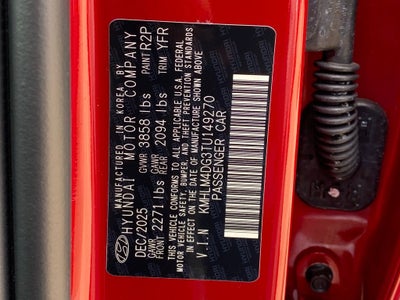 MANUFACTURED IN KOREA BY
HYUNDAI MOTOR COMPANY
DEC/2025 GVWR 3858 lbs PAINT R2P
GAWR FRONT 2271 lbs GAWR REAR 2094 lbs TRIM YFR
THIS VEHICLE CONFORMS TO ALL APPLICABLE U.S.A. FEDERAL
MOTOR VEHICLE SAFETY, BUMPER, AND THEFT PREVENTION STANDARDS
IN EFFECT ON THE DATE OF MANUFACTURE SHOWN ABOVE
V.I.N KMHLM4DG3TU149270
PASSENGER CAR